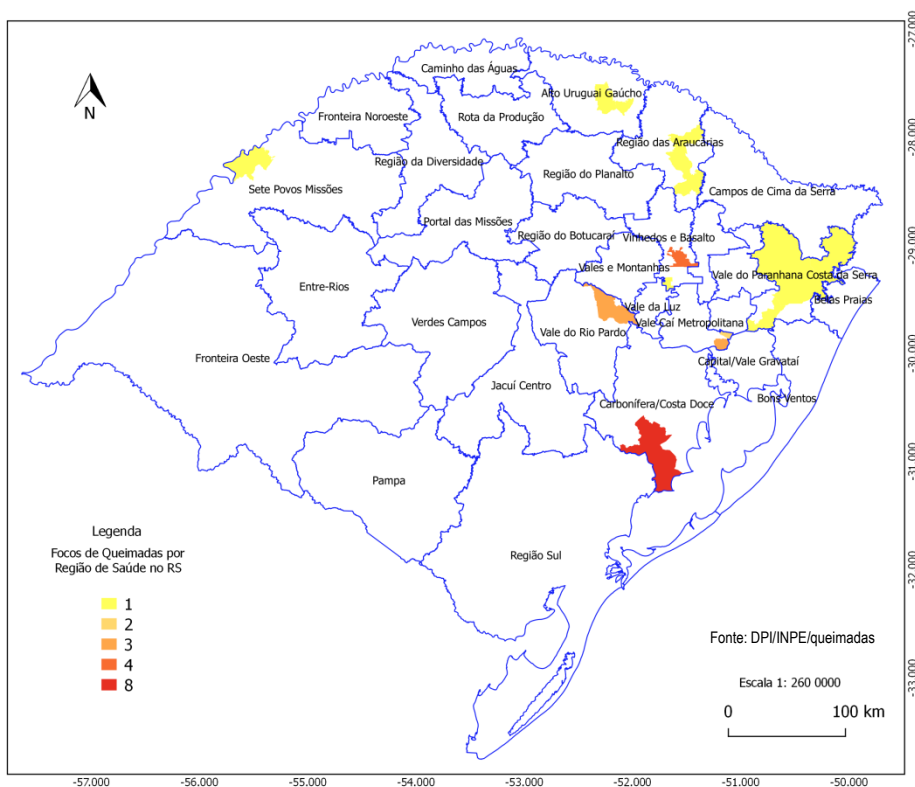 -27.000
Caminho das Águas
Alto Uruguai Gaúcho
N
Fronteira Noroeste
Rota da Produção
-28.000
Região das Araucárias
Região da Diversidade
Região do Planalto
Sete Povos Missões
Campos de Cima da Serra
Portal das Missões
Região do Botucaraí
Vinhedos e Basalto
-29.000
Vales e Montanhas
Vale do Paranhana Costa da Serra
Entre-Rios
Belas Praias
Vale da Luz
Verdes Campos
Vale Caí Metropolitana
Vale do Rio Pardo
-30.000
Fronteira Oeste
Capital/Vale Gravataí
Jacuí Centro
Bons Ventos
Carbonífera/Costa Doce
-31.000
Pampa
Legenda
Focos de Queimadas por
Região de Saúde no RS
Região Sul
-32.000
1
2
3
4
8
Fonte: DPI/INPE/queimadas
Escala 1: 260 0000
-33.000
0 100 km
-57.000 -56.000 -55.000 -54.000 -53.000 -52.000 -51.000 -50.000